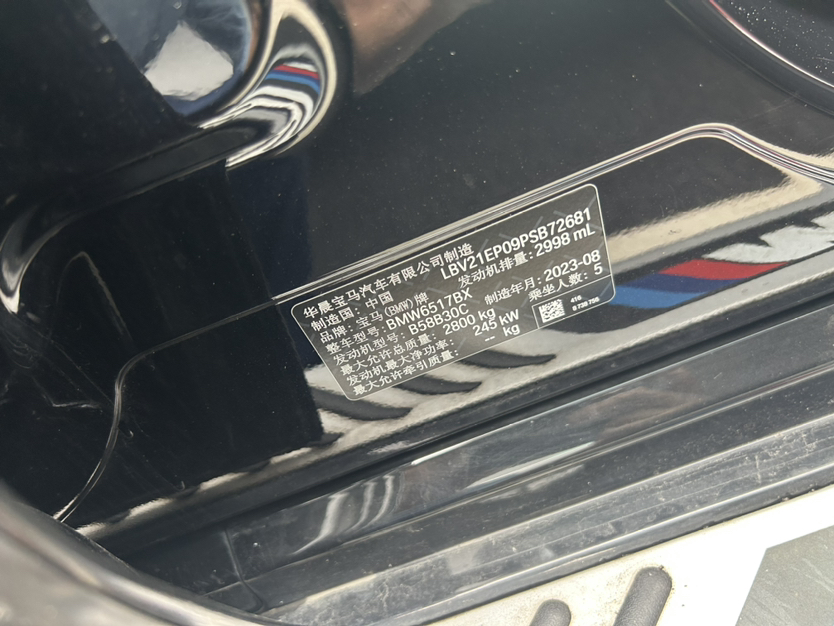 华晨宝马汽车有限公司制造
制造国:中国 LBV21EP09PSB72681
品牌:宝马(BMW)牌 发动机排量:2998 mL
整车型号:BMW6517BX
发动机型号:B58B30C 制造年月:2023-08
最大允许总质量: 2800 kg 乘坐人数: 5
发动机最大净功率: 245 kW
最大允许牵引质量: -- kg
416